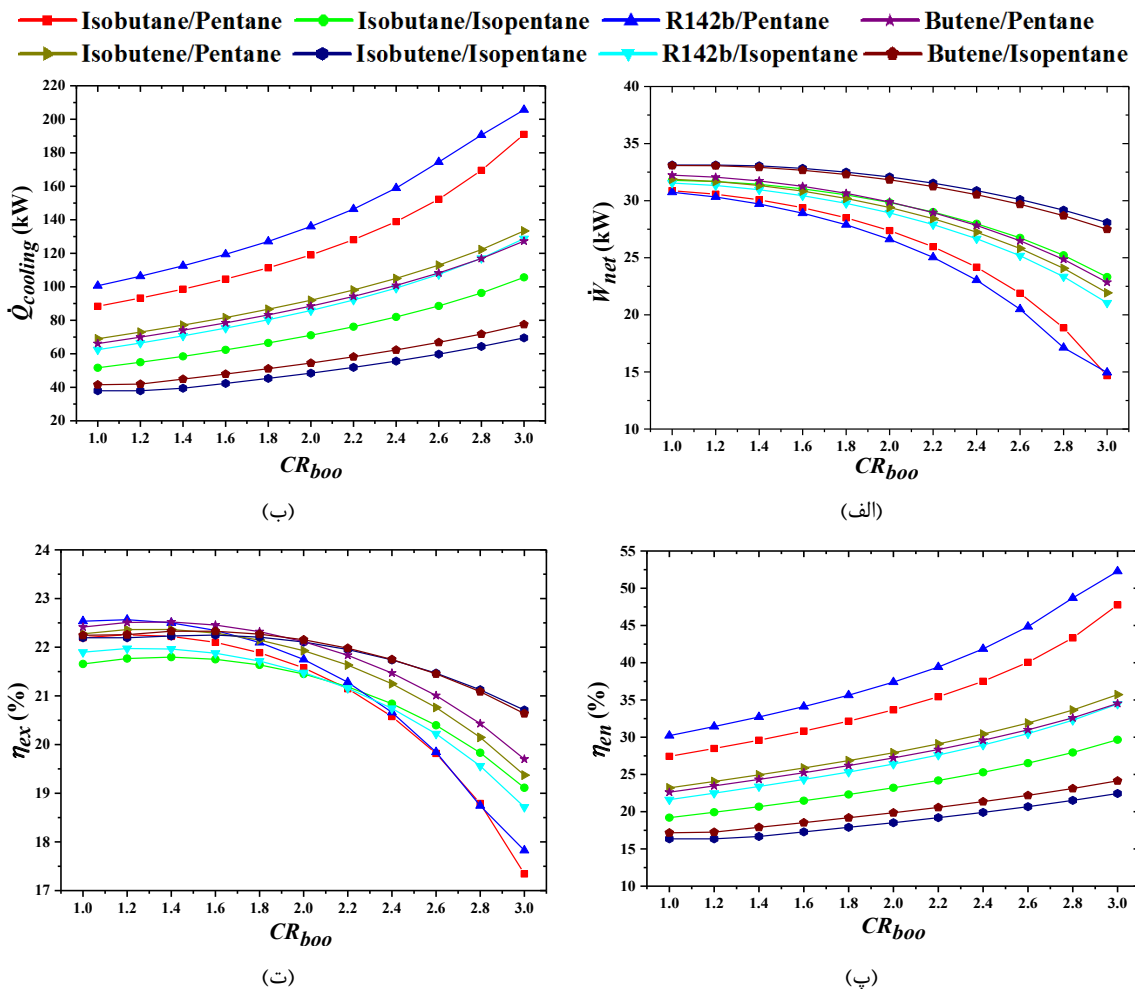 Isobutane/Pentane Isobutane/Isopentane R142b/Pentane Butene/Pentane
Isobutene/Pentane Isobutene/Isopentane R142b/Isopentane Butene/Isopentane
Q̇cooling (kW)
220
200
180
160
140
120
100
80
60
40
20
1.0 1.2 1.4 1.6 1.8 2.0 2.2 2.4 2.6 2.8 3.0
CRboo
(ب)
Ẇnet (kW)
40
35
30
25
20
15
10
1.0 1.2 1.4 1.6 1.8 2.0 2.2 2.4 2.6 2.8 3.0
CRboo
(الف)
ηex (%)
24
23
22
21
20
19
18
17
1.0 1.2 1.4 1.6 1.8 2.0 2.2 2.4 2.6 2.8 3.0
CRboo
(ت)
ηen (%)
55
50
45
40
35
30
25
20
15
10
1.0 1.2 1.4 1.6 1.8 2.0 2.2 2.4 2.6 2.8 3.0
CRboo
(پ)